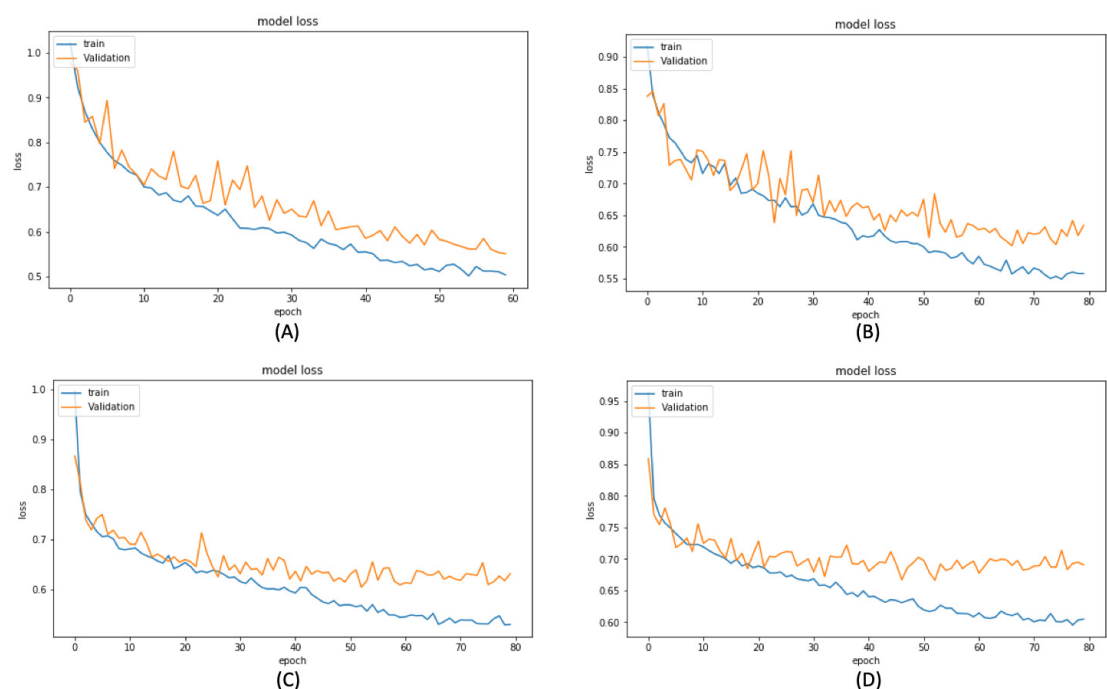 model loss
train
Validation
1.0
0.9
0.8
0.7
0.6
0.5
loss
0 10 20 30 40 50 60
epoch
(A)
model loss
train
Validation
0.90
0.85
0.80
0.75
0.70
0.65
0.60
0.55
loss
0 10 20 30 40 50 60 70 80
epoch
(B)
model loss
train
Validation
1.0
0.9
0.8
0.7
0.6
loss
0 10 20 30 40 50 60 70 80
epoch
(C)
model loss
train
Validation
0.95
0.90
0.85
0.80
0.75
0.70
0.65
0.60
loss
0 10 20 30 40 50 60 70 80
epoch
(D)